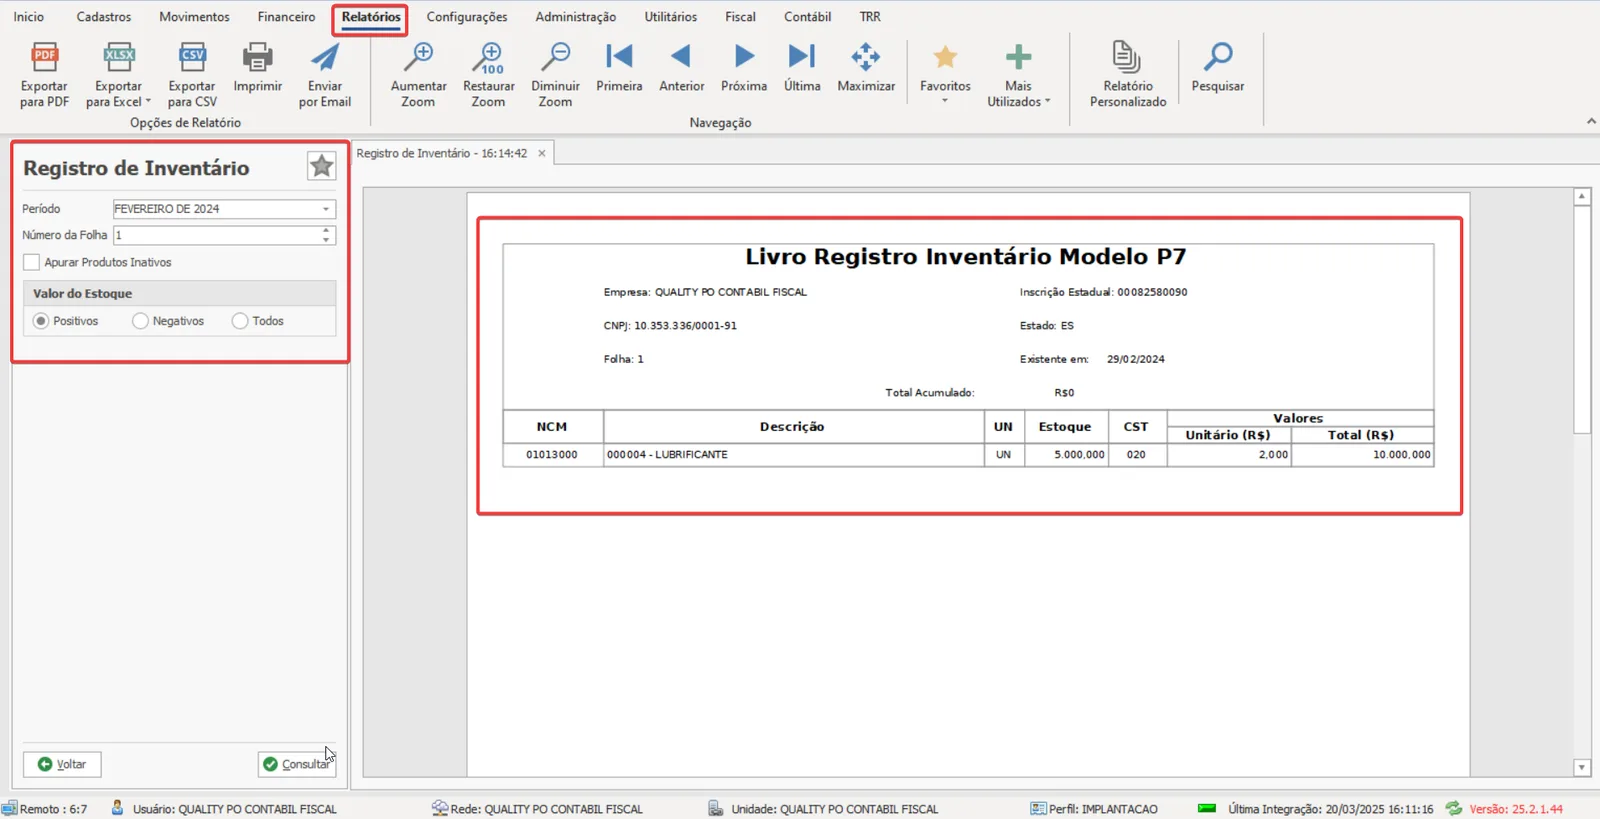 Inicio Cadastros Movimentos Financeiro Relatórios Configurações Administração Utilitários Fiscal Contábil TRR
PDF XLSX CSV 100
Exportar para PDF
Exportar para Excel
Exportar para CSV
Imprimir
Enviar por Email
Aumentar Zoom
Restaurar Zoom
Diminuir Zoom
Primeira
Anterior
Próxima
Última
Maximizar
Favoritos
Mais Utilizados
Relatório Personalizado
Pesquisar
Opções de Relatório
Navegação
Registro de Inventário
Período FEVEREIRO DE 2024
Número da Folha 1
Apurar Produtos Inativos
Valor do Estoque
Positivos Negativos Todos
Voltar Consultar
Registro de Inventário - 16:14:42
Livro Registro Inventário Modelo P7
Empresa: QUALITY PO CONTABIL FISCAL Inscrição Estadual: 00082580090
CNPJ: 10.353.336/0001-91 Estado: ES
Folha: 1 Existente em: 29/02/2024
Total Acumulado: R$0
NCM Descrição UN Estoque CST Valores
Unitário (R$) Total (R$)
01013000 000004 - LUBRIFICANTE UN 5.000,000 020 2,000 10.000,000
Remoto : 6:7 Usuário: QUALITY PO CONTABIL FISCAL Rede: QUALITY PO CONTABIL FISCAL Unidade: QUALITY PO CONTABIL FISCAL Perfil: IMPLANTACAO Última Integração: 20/03/2025 16:11:16 Versão: 25.2.1.44